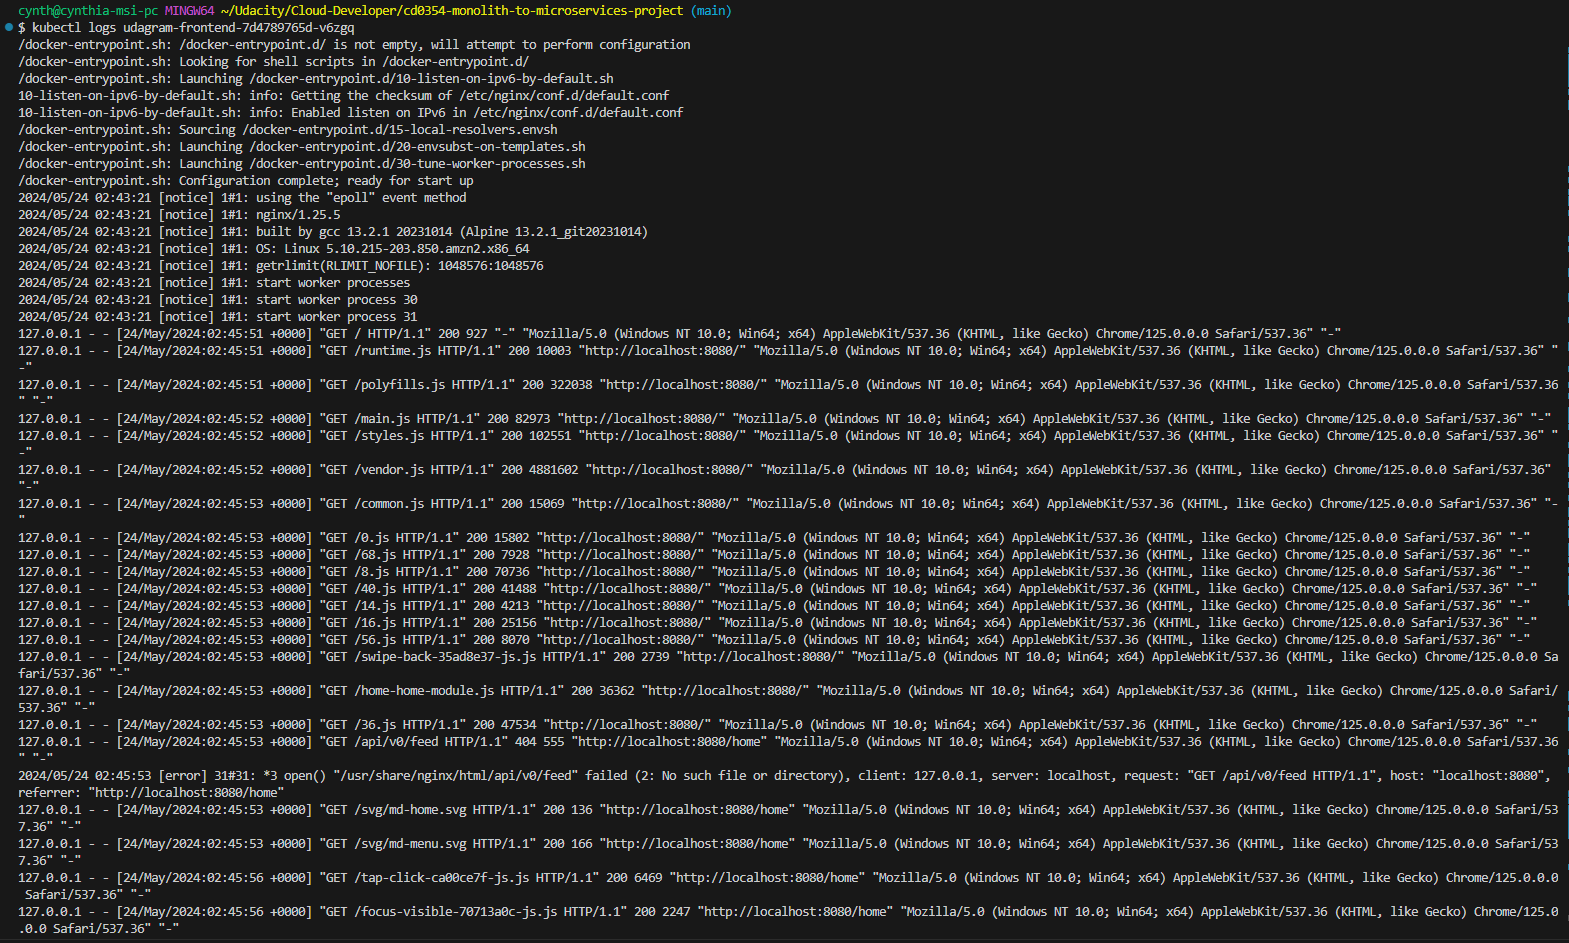 cynth@cynthia-msi-pc MINGW64 ~/Udacity/Cloud-Developer/cd0354-monolith-to-microservices-project (main)
$ kubectl logs udagram-frontend-7d4789765d-v6zgq
/docker-entrypoint.sh: /docker-entrypoint.d/ is not empty, will attempt to perform configuration
/docker-entrypoint.sh: Looking for shell scripts in /docker-entrypoint.d/
/docker-entrypoint.sh: Launching /docker-entrypoint.d/10-listen-on-ipv6-by-default.sh
10-listen-on-ipv6-by-default.sh: info: Getting the checksum of /etc/nginx/conf.d/default.conf
10-listen-on-ipv6-by-default.sh: info: Enabled listen on IPv6 in /etc/nginx/conf.d/default.conf
/docker-entrypoint.sh: Sourcing /docker-entrypoint.d/15-local-resolvers.envsh
/docker-entrypoint.sh: Launching /docker-entrypoint.d/20-envsubst-on-templates.sh
/docker-entrypoint.sh: Launching /docker-entrypoint.d/30-tune-worker-processes.sh
/docker-entrypoint.sh: Configuration complete; ready for start up
2024/05/24 02:43:21 [notice] 1#1: using the "epoll" event method
2024/05/24 02:43:21 [notice] 1#1: nginx/1.25.5
2024/05/24 02:43:21 [notice] 1#1: built by gcc 13.2.1 20231014 (Alpine 13.2.1_git20231014)
2024/05/24 02:43:21 [notice] 1#1: OS: Linux 5.10.215-203.850.amzn2.x86_64
2024/05/24 02:43:21 [notice] 1#1: getrlimit(RLIMIT_NOFILE): 1048576:1048576
2024/05/24 02:43:21 [notice] 1#1: start worker processes
2024/05/24 02:43:21 [notice] 1#1: start worker process 30
2024/05/24 02:43:21 [notice] 1#1: start worker process 31
127.0.0.1 - - [24/May/2024:02:45:51 +0000] "GET / HTTP/1.1" 200 927 "-" "Mozilla/5.0 (Windows NT 10.0; Win64; x64) AppleWebKit/537.36 (KHTML, like Gecko) Chrome/125.0.0.0 Safari/537.36" "-"
127.0.0.1 - - [24/May/2024:02:45:51 +0000] "GET /runtime.js HTTP/1.1" 200 10003 "http://localhost:8080/" "Mozilla/5.0 (Windows NT 10.0; Win64; x64) AppleWebKit/537.36 (KHTML, like Gecko) Chrome/125.0.0.0 Safari/537.36" "
-"
127.0.0.1 - - [24/May/2024:02:45:51 +0000] "GET /polyfills.js HTTP/1.1" 200 322038 "http://localhost:8080/" "Mozilla/5.0 (Windows NT 10.0; Win64; x64) AppleWebKit/537.36 (KHTML, like Gecko) Chrome/125.0.0.0 Safari/537.36
" "-"
127.0.0.1 - - [24/May/2024:02:45:52 +0000] "GET /main.js HTTP/1.1" 200 82973 "http://localhost:8080/" "Mozilla/5.0 (Windows NT 10.0; Win64; x64) AppleWebKit/537.36 (KHTML, like Gecko) Chrome/125.0.0.0 Safari/537.36" "-"
127.0.0.1 - - [24/May/2024:02:45:52 +0000] "GET /styles.js HTTP/1.1" 200 102551 "http://localhost:8080/" "Mozilla/5.0 (Windows NT 10.0; Win64; x64) AppleWebKit/537.36 (KHTML, like Gecko) Chrome/125.0.0.0 Safari/537.36" "
-"
127.0.0.1 - - [24/May/2024:02:45:52 +0000] "GET /vendor.js HTTP/1.1" 200 4881602 "http://localhost:8080/" "Mozilla/5.0 (Windows NT 10.0; Win64; x64) AppleWebKit/537.36 (KHTML, like Gecko) Chrome/125.0.0.0 Safari/537.36"
"-"
127.0.0.1 - - [24/May/2024:02:45:53 +0000] "GET /common.js HTTP/1.1" 200 15069 "http://localhost:8080/" "Mozilla/5.0 (Windows NT 10.0; Win64; x64) AppleWebKit/537.36 (KHTML, like Gecko) Chrome/125.0.0.0 Safari/537.36" "-
"
127.0.0.1 - - [24/May/2024:02:45:53 +0000] "GET /0.js HTTP/1.1" 200 15802 "http://localhost:8080/" "Mozilla/5.0 (Windows NT 10.0; Win64; x64) AppleWebKit/537.36 (KHTML, like Gecko) Chrome/125.0.0.0 Safari/537.36" "-"
127.0.0.1 - - [24/May/2024:02:45:53 +0000] "GET /68.js HTTP/1.1" 200 7928 "http://localhost:8080/" "Mozilla/5.0 (Windows NT 10.0; Win64; x64) AppleWebKit/537.36 (KHTML, like Gecko) Chrome/125.0.0.0 Safari/537.36" "-"
127.0.0.1 - - [24/May/2024:02:45:53 +0000] "GET /8.js HTTP/1.1" 200 70736 "http://localhost:8080/" "Mozilla/5.0 (Windows NT 10.0; Win64; x64) AppleWebKit/537.36 (KHTML, like Gecko) Chrome/125.0.0.0 Safari/537.36" "-"
127.0.0.1 - - [24/May/2024:02:45:53 +0000] "GET /40.js HTTP/1.1" 200 41488 "http://localhost:8080/" "Mozilla/5.0 (Windows NT 10.0; Win64; x64) AppleWebKit/537.36 (KHTML, like Gecko) Chrome/125.0.0.0 Safari/537.36" "-"
127.0.0.1 - - [24/May/2024:02:45:53 +0000] "GET /14.js HTTP/1.1" 200 4213 "http://localhost:8080/" "Mozilla/5.0 (Windows NT 10.0; Win64; x64) AppleWebKit/537.36 (KHTML, like Gecko) Chrome/125.0.0.0 Safari/537.36" "-"
127.0.0.1 - - [24/May/2024:02:45:53 +0000] "GET /16.js HTTP/1.1" 200 25156 "http://localhost:8080/" "Mozilla/5.0 (Windows NT 10.0; Win64; x64) AppleWebKit/537.36 (KHTML, like Gecko) Chrome/125.0.0.0 Safari/537.36" "-"
127.0.0.1 - - [24/May/2024:02:45:53 +0000] "GET /56.js HTTP/1.1" 200 8070 "http://localhost:8080/" "Mozilla/5.0 (Windows NT 10.0; Win64; x64) AppleWebKit/537.36 (KHTML, like Gecko) Chrome/125.0.0.0 Safari/537.36" "-"
127.0.0.1 - - [24/May/2024:02:45:53 +0000] "GET /swipe-back-35ad8e37-js.js HTTP/1.1" 200 2739 "http://localhost:8080/" "Mozilla/5.0 (Windows NT 10.0; Win64; x64) AppleWebKit/537.36 (KHTML, like Gecko) Chrome/125.0.0.0 Sa
fari/537.36" "-"
127.0.0.1 - - [24/May/2024:02:45:53 +0000] "GET /home-home-module.js HTTP/1.1" 200 36362 "http://localhost:8080/" "Mozilla/5.0 (Windows NT 10.0; Win64; x64) AppleWebKit/537.36 (KHTML, like Gecko) Chrome/125.0.0.0 Safari/
537.36" "-"
127.0.0.1 - - [24/May/2024:02:45:53 +0000] "GET /36.js HTTP/1.1" 200 47534 "http://localhost:8080/" "Mozilla/5.0 (Windows NT 10.0; Win64; x64) AppleWebKit/537.36 (KHTML, like Gecko) Chrome/125.0.0.0 Safari/537.36" "-"
127.0.0.1 - - [24/May/2024:02:45:53 +0000] "GET /api/v0/feed HTTP/1.1" 404 555 "http://localhost:8080/home" "Mozilla/5.0 (Windows NT 10.0; Win64; x64) AppleWebKit/537.36 (KHTML, like Gecko) Chrome/125.0.0.0 Safari/537.36
" "-"
2024/05/24 02:45:53 [error] 31#31: *3 open() "/usr/share/nginx/html/api/v0/feed" failed (2: No such file or directory), client: 127.0.0.1, server: localhost, request: "GET /api/v0/feed HTTP/1.1", host: "localhost:8080",
referrer: "http://localhost:8080/home"
127.0.0.1 - - [24/May/2024:02:45:53 +0000] "GET /svg/md-home.svg HTTP/1.1" 200 136 "http://localhost:8080/home" "Mozilla/5.0 (Windows NT 10.0; Win64; x64) AppleWebKit/537.36 (KHTML, like Gecko) Chrome/125.0.0.0 Safari/53
7.36" "-"
127.0.0.1 - - [24/May/2024:02:45:53 +0000] "GET /svg/md-menu.svg HTTP/1.1" 200 166 "http://localhost:8080/home" "Mozilla/5.0 (Windows NT 10.0; Win64; x64) AppleWebKit/537.36 (KHTML, like Gecko) Chrome/125.0.0.0 Safari/53
7.36" "-"
127.0.0.1 - - [24/May/2024:02:45:56 +0000] "GET /tap-click-ca00ce7f-js.js HTTP/1.1" 200 6469 "http://localhost:8080/home" "Mozilla/5.0 (Windows NT 10.0; Win64; x64) AppleWebKit/537.36 (KHTML, like Gecko) Chrome/125.0.0.0
 Safari/537.36" "-"
127.0.0.1 - - [24/May/2024:02:45:56 +0000] "GET /focus-visible-70713a0c-js.js HTTP/1.1" 200 2247 "http://localhost:8080/home" "Mozilla/5.0 (Windows NT 10.0; Win64; x64) AppleWebKit/537.36 (KHTML, like Gecko) Chrome/125.0
.0.0 Safari/537.36" "-"